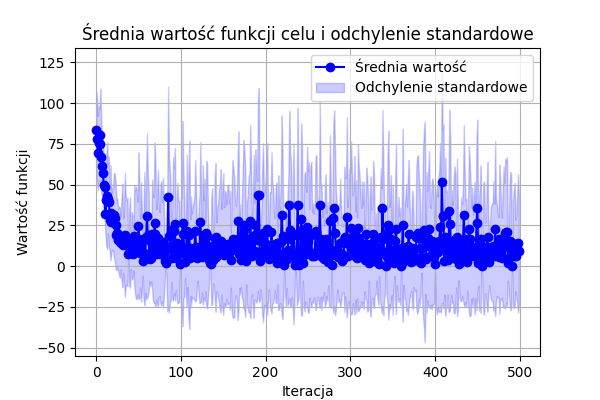 Średnia wartość funkcji celu i odchylenie standardowe
Średnia wartość
Odchylenie standardowe
Wartość funkcji
125
100
75
50
25
0
−25
−50
0
100
200
300
400
500
Iteracja